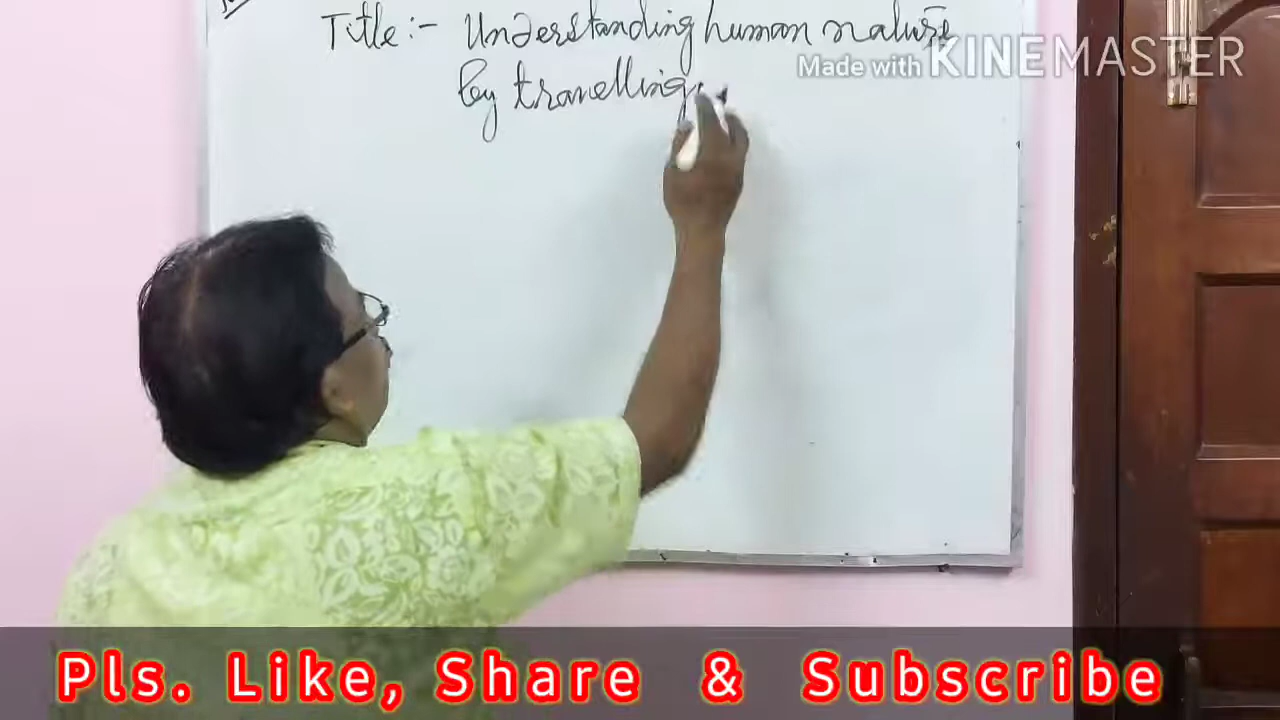 Title:- Understanding human nature
by travelling
Made with KINEMASTER
Pls. Like, Share & Subscribe